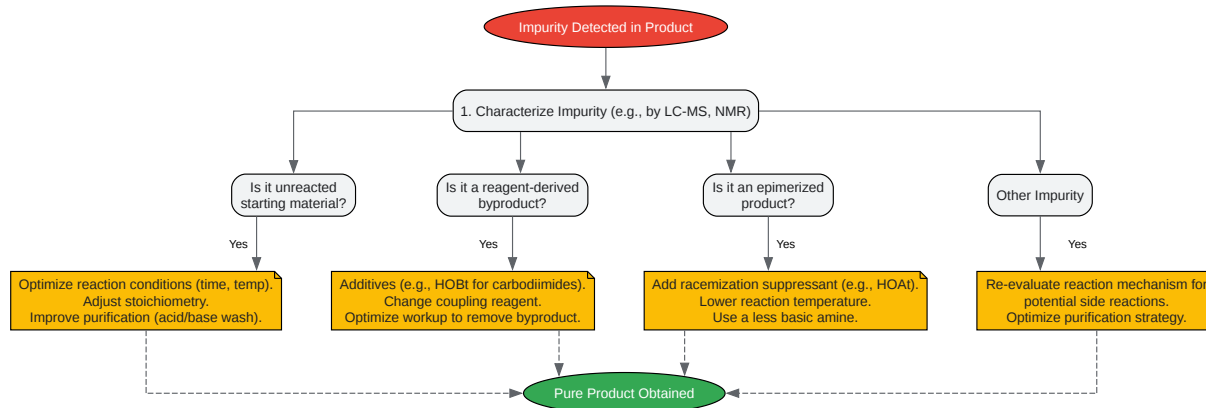 Impurity Detected in Product
1. Characterize Impurity (e.g., by LC-MS, NMR)
Is it unreacted
starting material?
Is it a reagent-derived
byproduct?
Is it an epimerized
product?
Other Impurity
Yes
Yes
Yes
Yes
Optimize reaction conditions (time, temp).
Adjust stoichiometry.
Improve purification (acid/base wash).
Additives (e.g., HOBt for carbodiimides).
Change coupling reagent.
Optimize workup to remove byproduct.
Add racemization suppressant (e.g., HOAt).
Lower reaction temperature.
Use a less basic amine.
Re-evaluate reaction mechanism for
potential side reactions.
Optimize purification strategy.
Pure Product Obtained